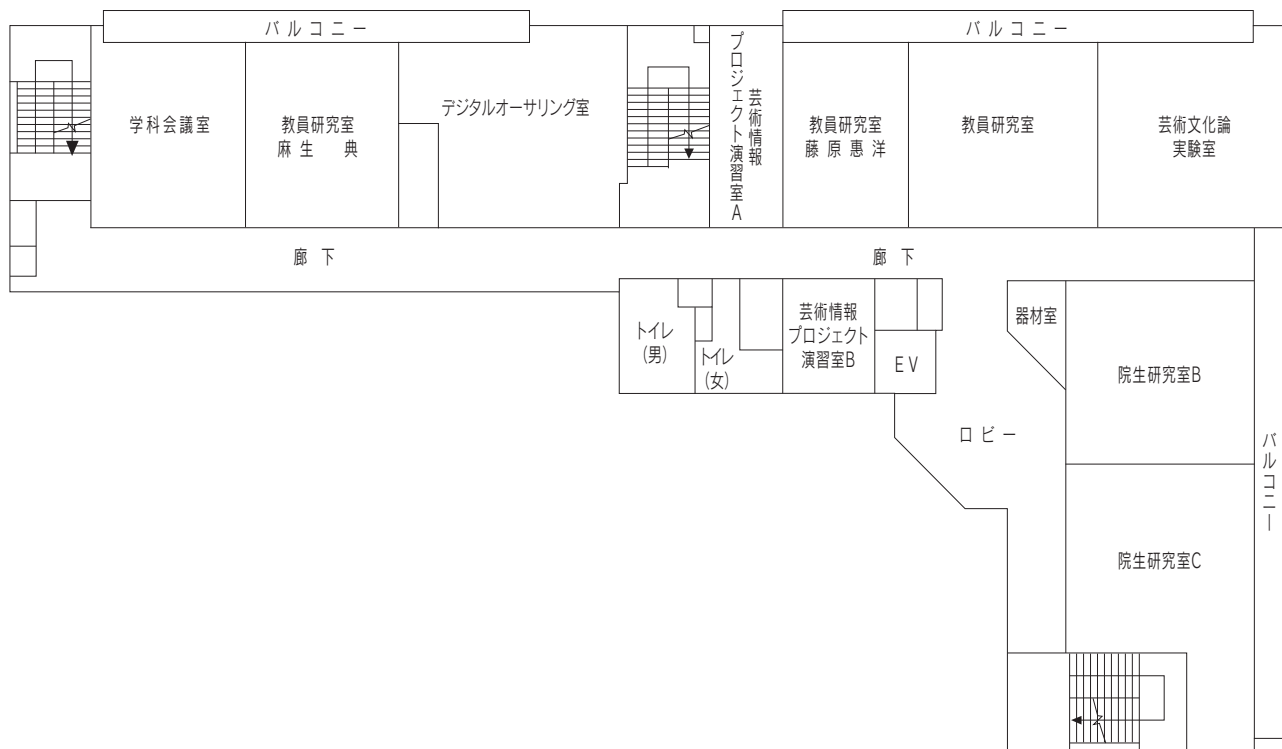 バルコニー
バルコニー
学科会議室
教員研究室
麻生 典
デジタルオーサリング室
芸術情報
プロジェクト演習室A
教員研究室
藤原惠洋
教員研究室
芸術文化論
実験室
廊下
廊下
トイレ
(男)
トイレ
(女)
芸術情報
プロジェクト
演習室B
EV
器材室
院生研究室B
ロビー
バルコニー
院生研究室C